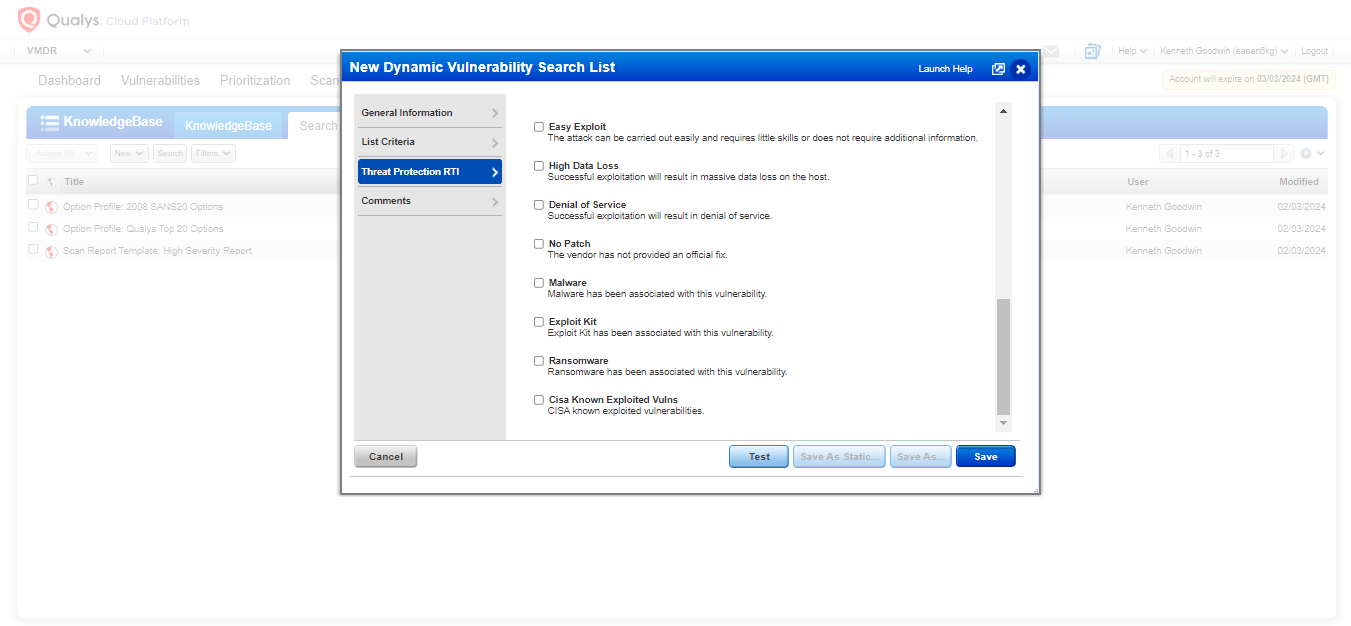 Qualys. Cloud Platform
VMDR
Help
Kenneth Goodwin (eanen6kg)
Logout
Dashboard
Vulnerabilities
Prioritization
Scan
Account will expire on 03/03/2024 (GMT)
KnowledgeBase
KnowledgeBase
Search
Actions (0)
New
Search
Filters
1 - 3 of 3
Title
User
Modified
Option Profile: 2008 SANS20 Options
Kenneth Goodwin
02/03/2024
Option Profile: Qualys Top 20 Options
Kenneth Goodwin
02/03/2024
Scan Report Template: High Severity Report
Kenneth Goodwin
02/03/2024
New Dynamic Vulnerability Search List
Launch Help
General Information
List Criteria
Threat Protection RTI
Comments
Easy Exploit
The attack can be carried out easily and requires little skills or does not require additional information.
High Data Loss
Successful exploitation will result in massive data loss on the host.
Denial of Service
Successful exploitation will result in denial of service.
No Patch
The vendor has not provided an official fix.
Malware
Malware has been associated with this vulnerability.
Exploit Kit
Exploit Kit has been associated with this vulnerability.
Ransomware
Ransomware has been associated with this vulnerability.
Cisa Known Exploited Vulns
CISA known exploited vulnerabilities.
Cancel
Test
Save As Static...
Save As...
Save